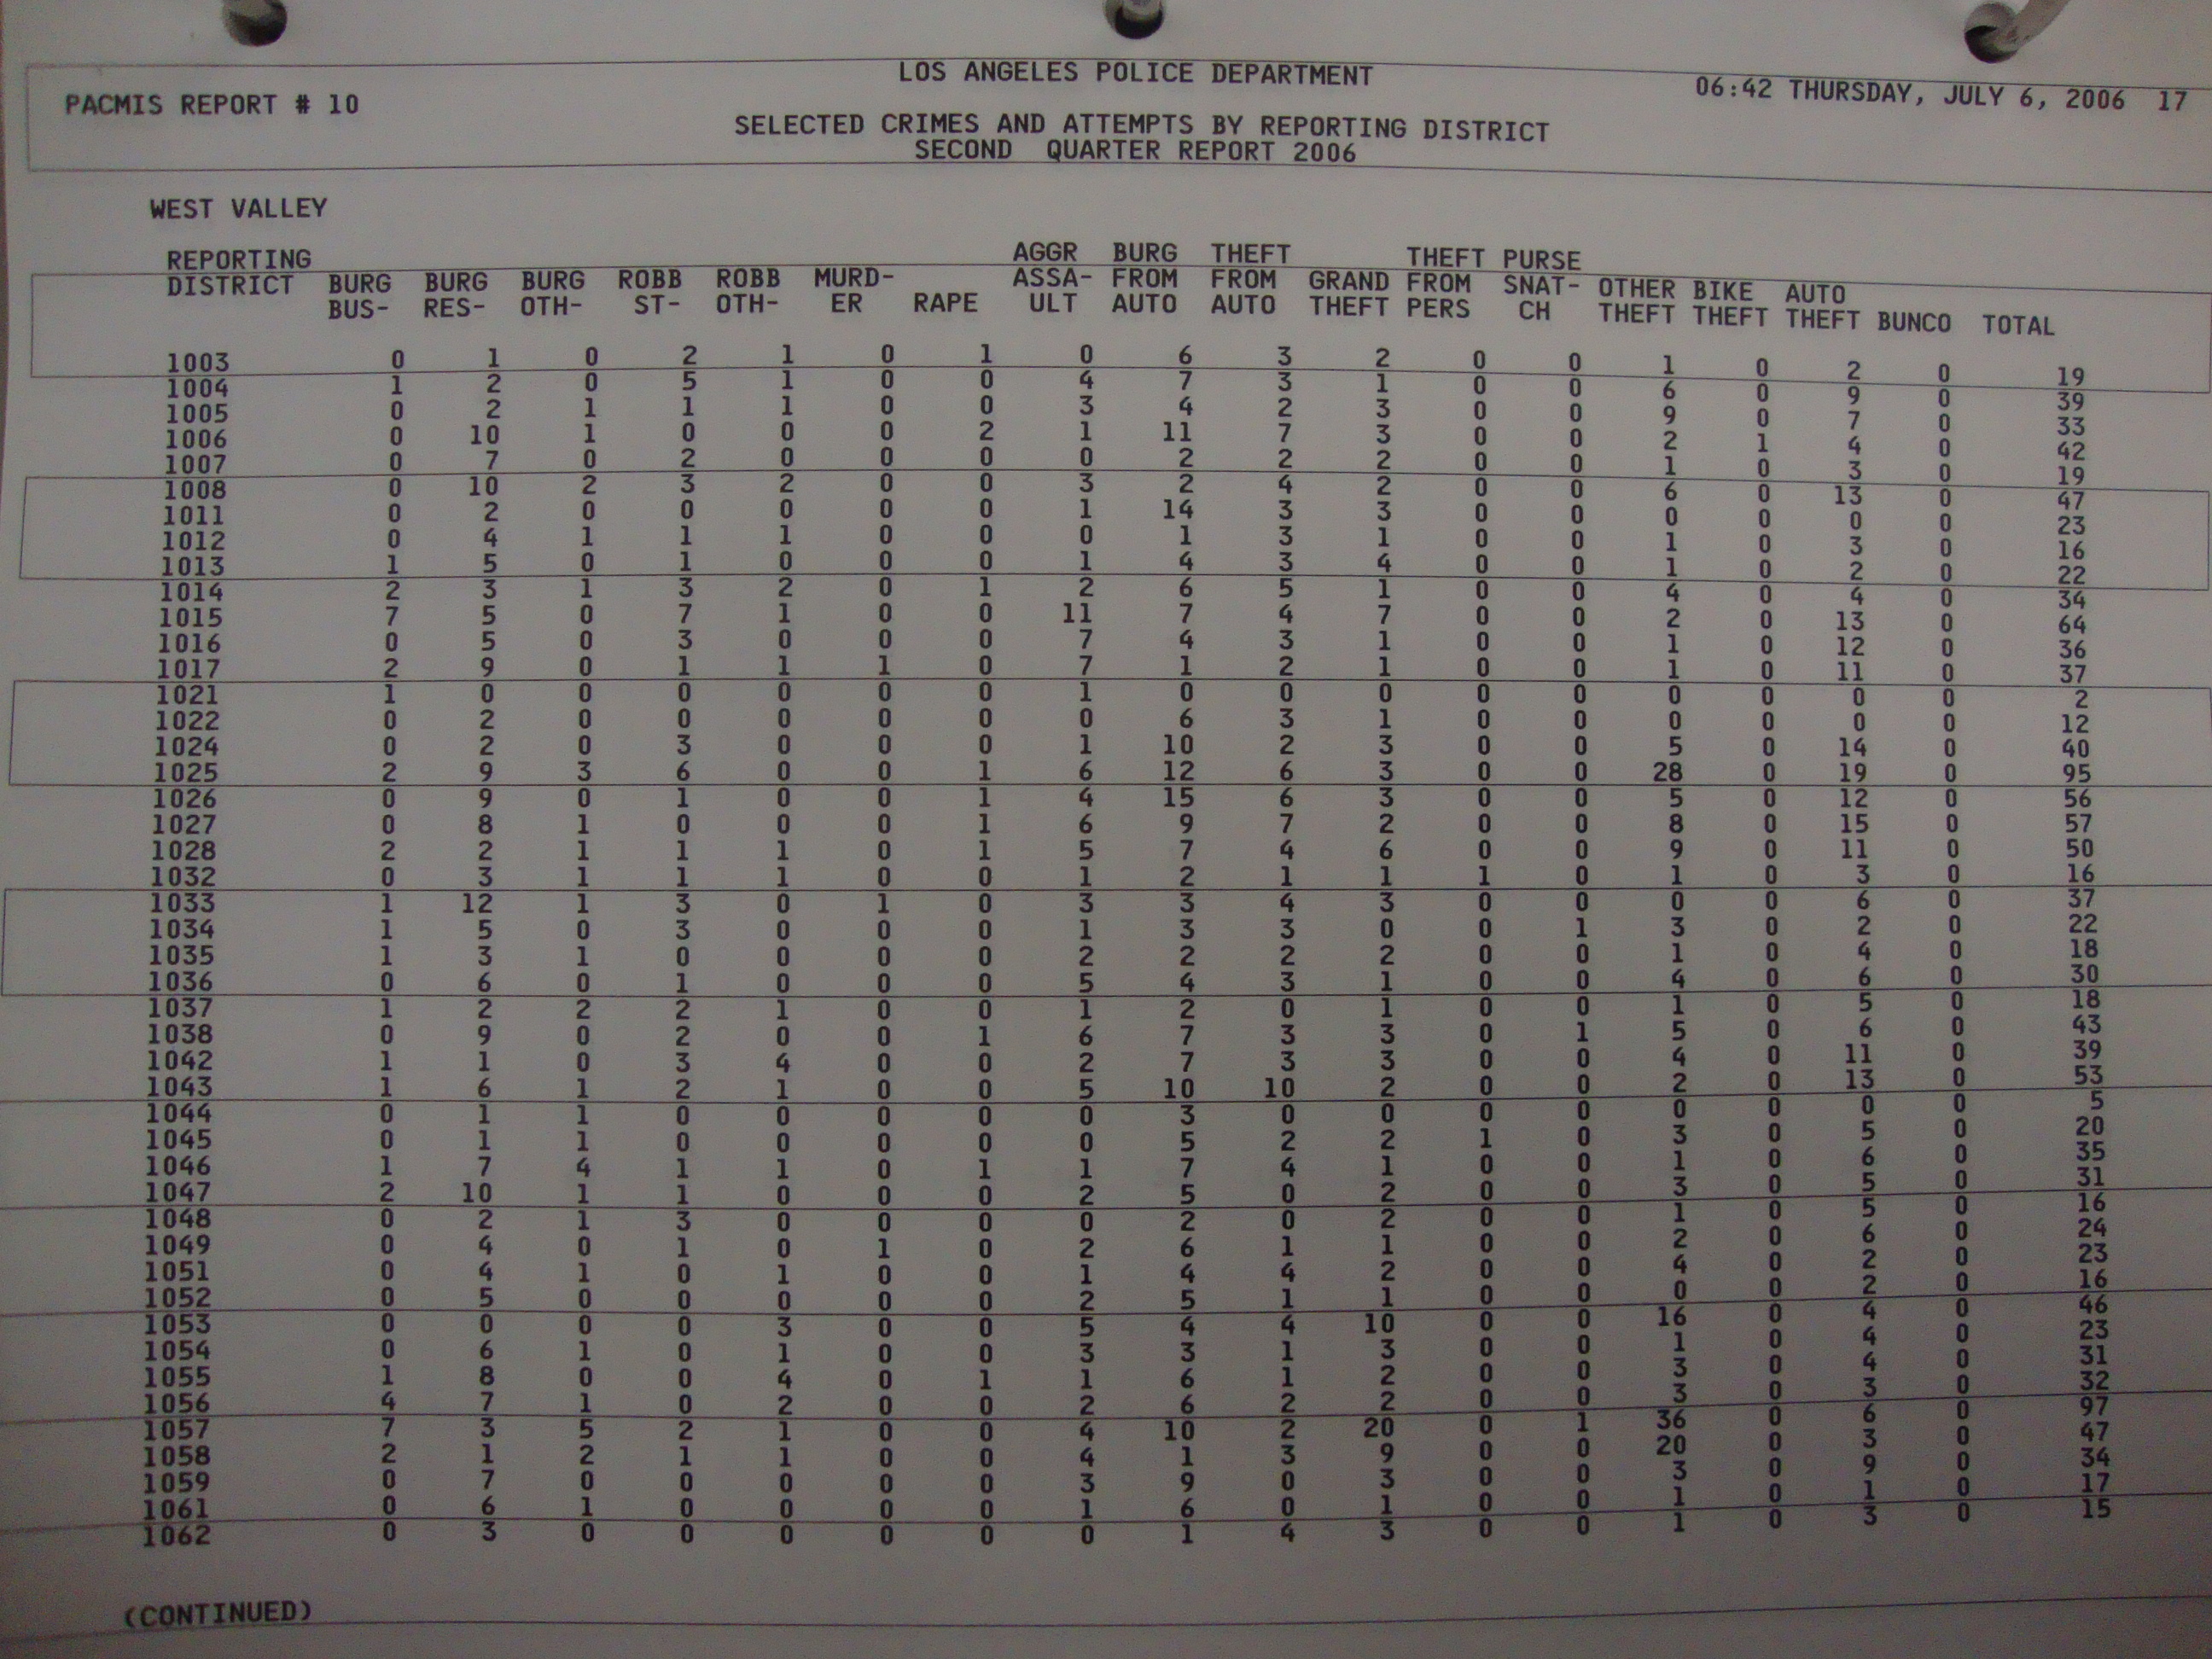 LOS ANGELES POLICE DEPARTMENT
PACMIS REPORT # 10 06:42 THURSDAY, JULY 6, 2006 17
SELECTED CRIMES AND ATTEMPTS BY REPORTING DISTRICT
SECOND QUARTER REPORT 2006
WEST VALLEY
REPORTING AGGR BURG THEFT THEFT PURSE
DISTRICT BURG BURG BURG ROBB ROBB MURD- ASSA- FROM FROM GRAND FROM SNAT- OTHER BIKE AUTO
BUS- RES- OTH- ST- OTH- ER RAPE ULT AUTO AUTO THEFT PERS CH THEFT THEFT THEFT BUNCO TOTAL
1003 0 1 0 2 1 0 1 0 6 3 2 0 0 1 0 2 0 19
1004 1 2 0 5 1 0 0 4 7 3 1 0 0 6 0 9 0 39
1005 0 2 1 1 1 0 0 3 4 2 3 0 0 9 0 7 0 33
1006 0 10 1 0 0 0 2 1 11 7 3 0 0 2 1 4 0 42
1007 0 7 0 2 0 0 0 0 2 2 2 0 0 1 0 3 0 19
1008 0 10 2 3 2 0 0 3 2 4 2 0 0 6 0 13 0 47
1011 0 2 0 0 0 0 0 1 14 3 3 0 0 0 0 0 0 23
1012 0 4 1 1 1 0 0 0 1 3 1 0 0 1 0 3 0 16
1013 1 5 0 1 0 0 0 1 4 3 4 0 0 1 0 2 0 22
1014 2 3 1 3 2 0 1 2 6 5 1 0 0 4 0 4 0 34
1015 7 5 0 7 1 0 0 11 7 4 7 0 0 2 0 13 0 64
1016 0 5 0 3 0 0 0 7 4 3 1 0 0 1 0 12 0 36
1017 2 9 0 1 1 1 0 7 1 2 1 0 0 1 0 11 0 37
1021 1 0 0 0 0 0 0 1 0 0 0 0 0 0 0 0 0 2
1022 0 2 0 0 0 0 0 0 6 3 1 0 0 0 0 0 0 12
1024 0 2 0 3 0 0 0 1 10 2 3 0 0 5 0 14 0 40
1025 2 9 3 6 0 0 1 6 12 6 3 0 0 28 0 19 0 95
1026 0 9 0 1 0 0 1 4 15 6 3 0 0 5 0 12 0 56
1027 0 8 1 0 0 0 1 6 9 7 2 0 0 8 0 15 0 57
1028 2 2 1 1 1 0 1 5 7 4 6 0 0 9 0 11 0 50
1032 0 3 1 1 1 0 0 1 2 1 1 1 0 1 0 3 0 16
1033 1 12 1 3 0 1 0 3 3 4 3 0 0 0 0 6 0 37
1034 1 5 0 3 0 0 0 1 3 3 0 0 1 3 0 2 0 22
1035 1 3 1 0 0 0 0 2 2 2 2 0 0 1 0 4 0 18
1036 0 6 0 1 0 0 0 5 4 3 1 0 0 4 0 6 0 30
1037 1 2 2 2 1 0 0 1 2 0 1 0 0 1 0 5 0 18
1038 0 9 0 2 0 0 1 6 7 3 3 0 1 5 0 6 0 43
1042 1 1 0 3 4 0 0 2 7 3 3 0 0 4 0 11 0 39
1043 1 6 1 2 1 0 0 5 10 10 2 0 0 2 0 13 0 53
1044 0 1 1 0 0 0 0 0 3 0 0 0 0 0 0 0 0 5
1045 0 1 1 0 0 0 0 0 5 2 2 1 0 3 0 5 0 20
1046 1 7 4 1 1 0 1 1 7 4 1 0 0 1 0 6 0 35
1047 2 10 1 1 0 0 0 2 5 0 2 0 0 3 0 5 0 31
1048 0 2 1 3 0 0 0 0 2 0 2 0 0 1 0 5 0 16
1049 0 4 0 1 0 1 0 2 6 1 1 0 0 2 0 6 0 24
1051 0 4 1 0 1 0 0 1 4 4 2 0 0 4 0 2 0 23
1052 0 5 0 0 0 0 0 2 5 1 1 0 0 0 0 2 0 16
1053 0 0 0 0 3 0 0 5 4 4 10 0 0 16 0 4 0 46
1054 0 6 1 0 1 0 0 3 3 1 3 0 0 1 0 4 0 23
1055 1 8 0 0 4 0 1 1 6 1 2 0 0 3 0 4 0 31
1056 4 7 1 0 2 0 0 2 6 2 2 0 0 3 0 3 0 32
1057 7 3 5 2 1 0 0 4 10 2 20 0 1 36 0 6 0 97
1058 2 1 2 1 1 0 0 4 1 3 9 0 0 20 0 3 0 47
1059 0 7 0 0 0 0 0 3 9 0 3 0 0 3 0 9 0 34
1061 0 6 1 0 0 0 0 1 6 0 1 0 0 1 0 1 0 17
1062 0 3 0 0 0 0 0 0 1 4 3 0 0 1 0 3 0 15
(CONTINUED)